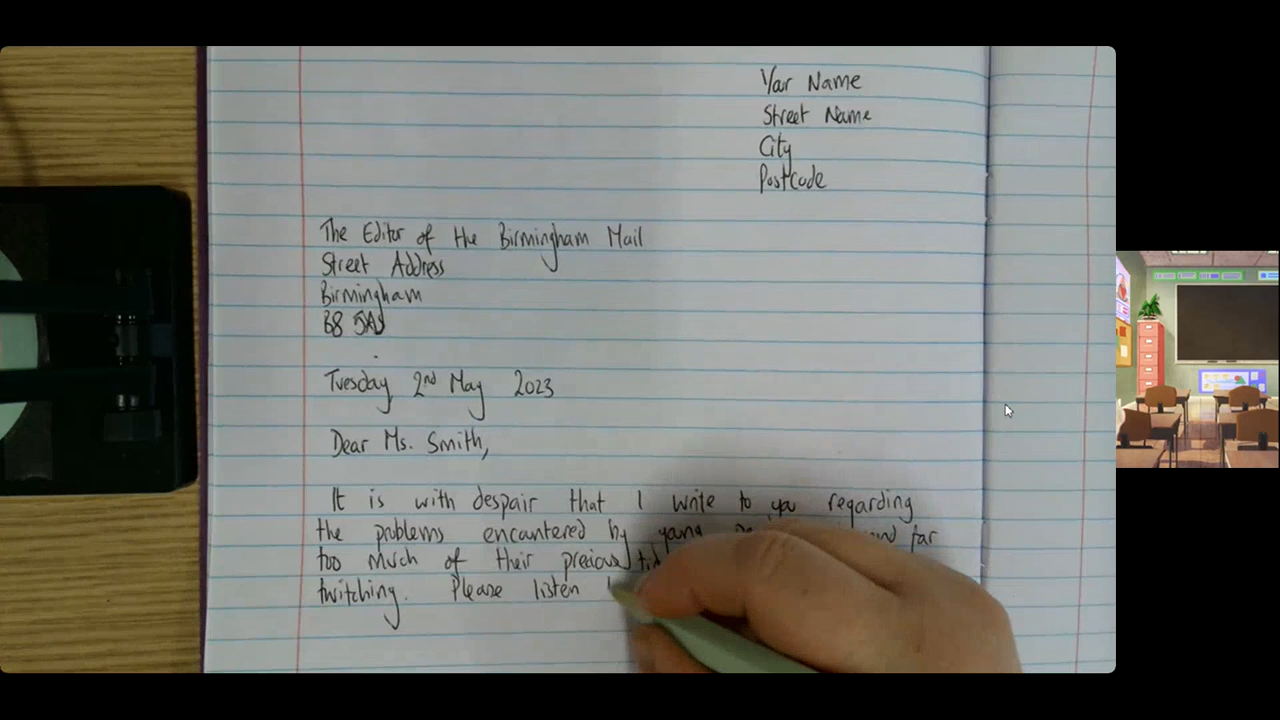 Your Name
Street Name
City
Postcode
The Editor of the Birmingham Mail
Street Address
Birmingham
B8 5AJ
Tuesday 2nd May 2023
Dear Ms. Smith,
It is with despair that I write to you regarding
the problems encountered by young far
too much of their precious
twitching. Please listen